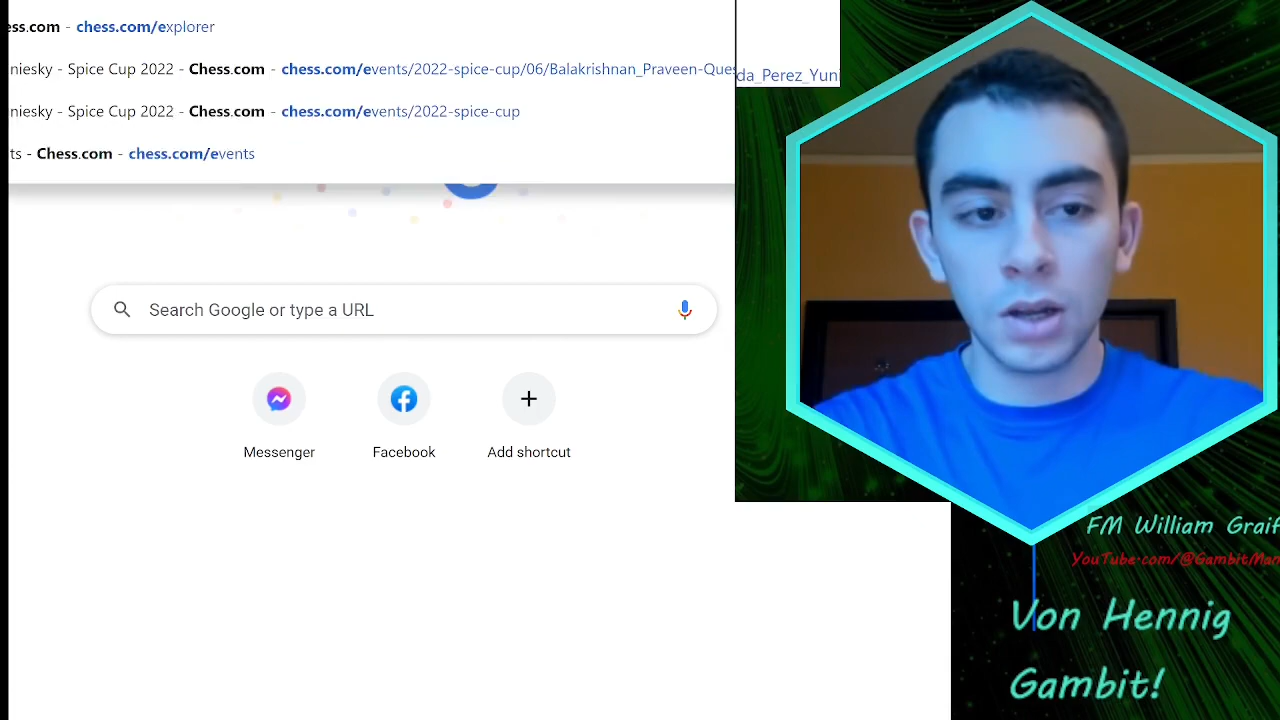 ess.com - chess.com/explorer
niesky - Spice Cup 2022 - Chess.com - chess.com/events/2022-spice-cup/06/Balakrishnan_Praveen-Quesada_Perez_Yuni
niesky - Spice Cup 2022 - Chess.com - chess.com/events/2022-spice-cup
ts - Chess.com - chess.com/events
Search Google or type a URL
Messenger
Facebook
Add shortcut
FM William Graif
YouTube.com/@GambitMan
Von Hennig
Gambit!